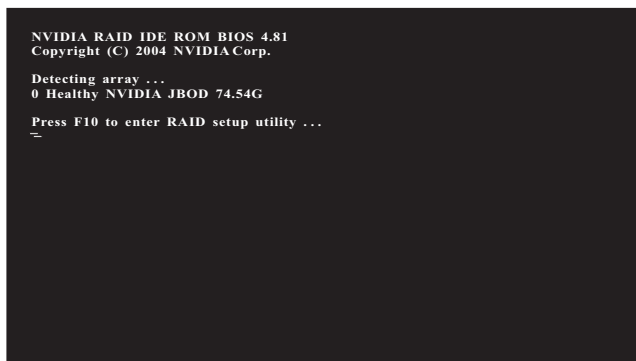 NVIDIA RAID IDE ROM BIOS 4.81
Copyright (C) 2004 NVIDIA Corp.
Detecting array ...
0 Healthy NVIDIA JBOD 74.54G
Press F10 to enter RAID setup utility ...